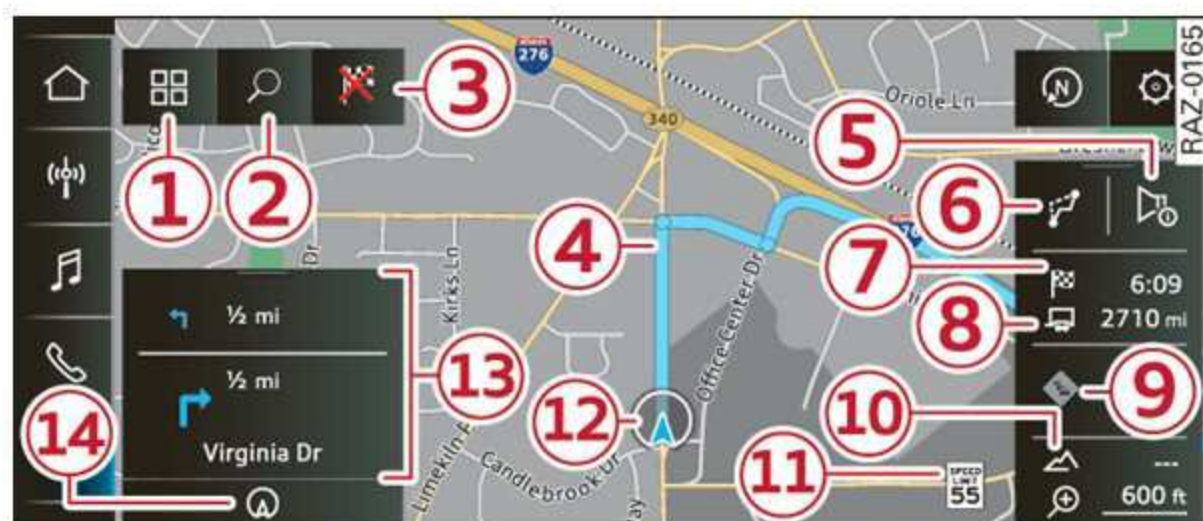 RAZ-0165
276
3
N
5
Oriole Ln
340
1
2
6
4
6:09
7
Dr
Kirks Ln
2710 mi
8
½ mi
Office Center Dr
13
9
½ mi
10
14
12
Virginia Dr
11
SPEED
LIMIT
55
---
Candlebrook Dr
600 ft